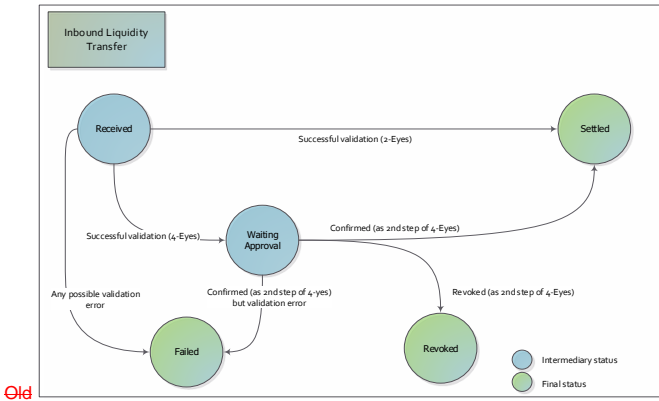 Inbound Liquidity
Transfer
Received
Settled
Successful validation (2-Eyes)
Successful validation (4-Eyes)
Waiting
Approval
Confirmed (as 2nd step of 4-Eyes)
Any possible validation
error
Confirmed (as 2nd step of 4-yes)
but validation error
Revoked (as 2nd step of 4-Eyes)
Failed
Revoked
Intermediary status
Final status
Old